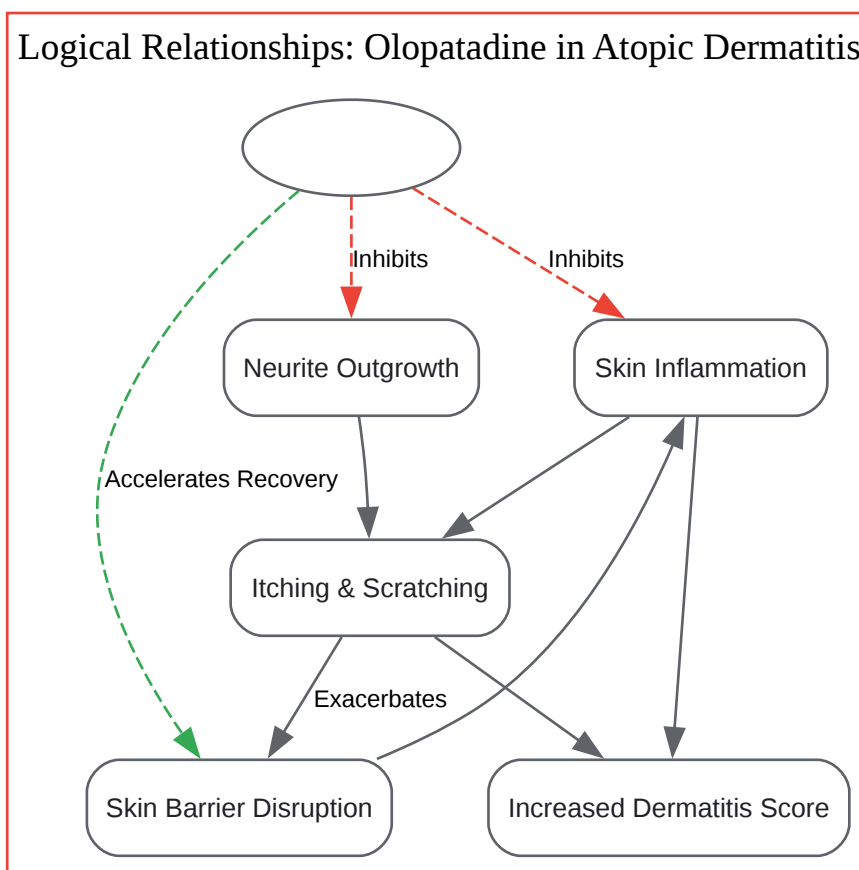 Logical Relationships: Olopatadine in Atopic Dermatitis
Inhibits
Inhibits
Neurite Outgrowth
Skin Inflammation
Accelerates Recovery
Itching & Scratching
Exacerbates
Skin Barrier Disruption
Increased Dermatitis Score